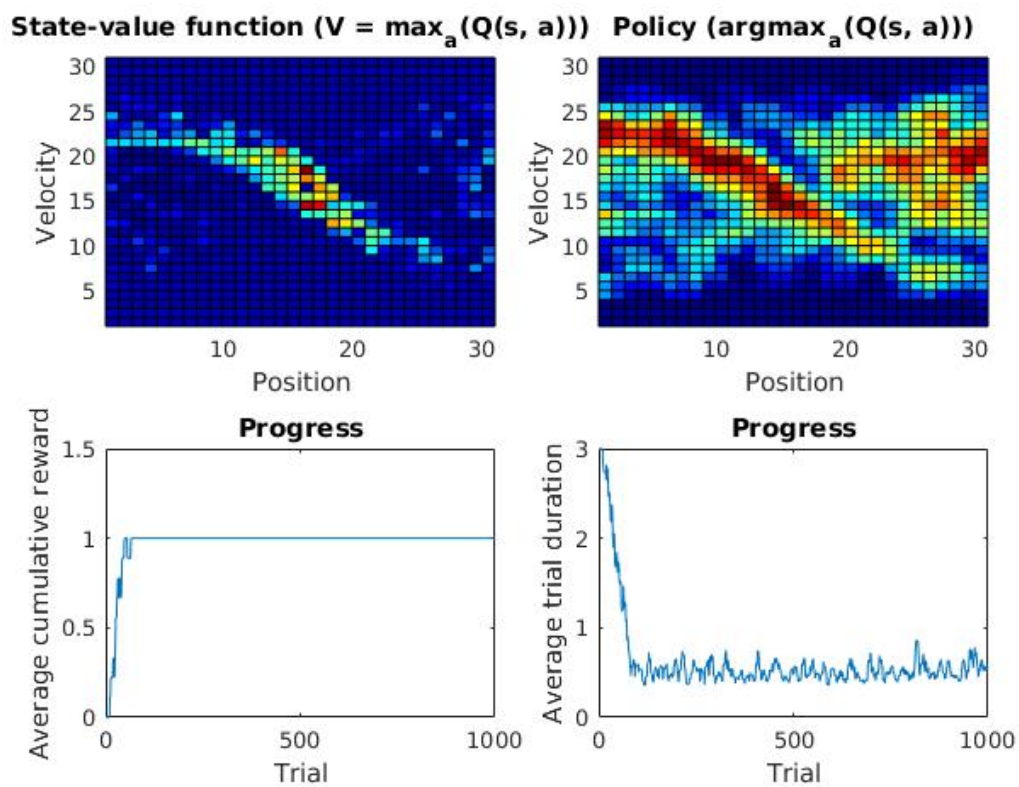 State-value function (V = max_a(Q(s, a)))
Policy (argmax_a(Q(s, a)))
30
25
20
15
10
5
Velocity
10 20 30
Position
30
25
20
15
10
5
Velocity
10 20 30
Position
Progress
1.5
1
0.5
0
Average cumulative reward
0 500 1000
Trial
Progress
3
2
1
0
Average trial duration
0 500 1000
Trial